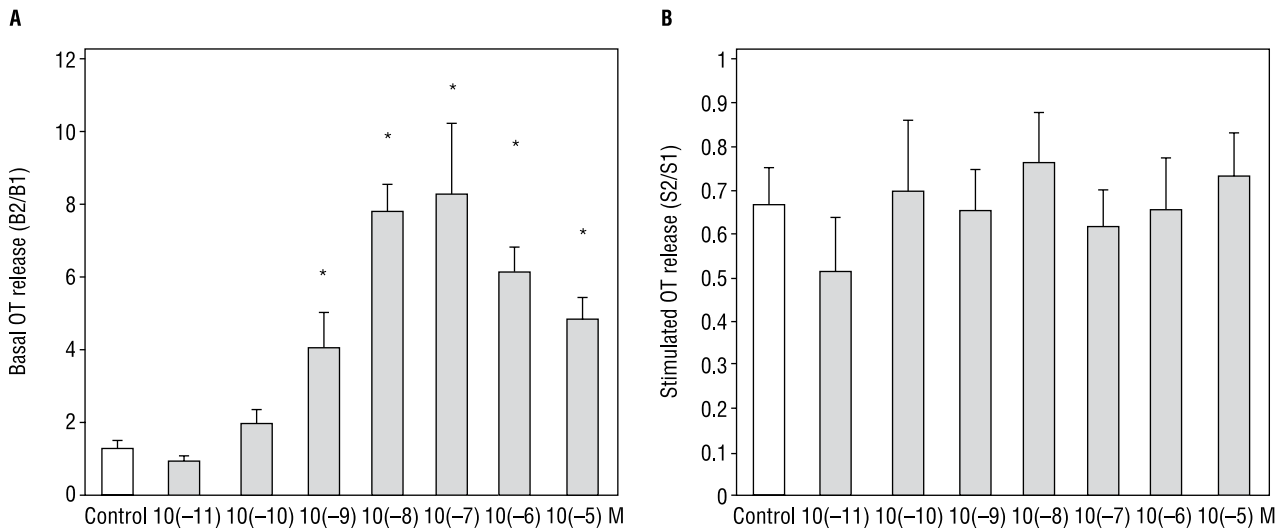 A
Basal OT release (B2/B1)
12
10
8
6
4
2
0
* * * * *
Control 10(–11) 10(–10) 10(–9) 10(–8) 10(–7) 10(–6) 10(–5) M
B
Stimulated OT release (S2/S1)
1
0.9
0.8
0.7
0.6
0.5
0.4
0.3
0.2
0.1
0
Control 10(–11) 10(–10) 10(–9) 10(–8) 10(–7) 10(–6) 10(–5) M